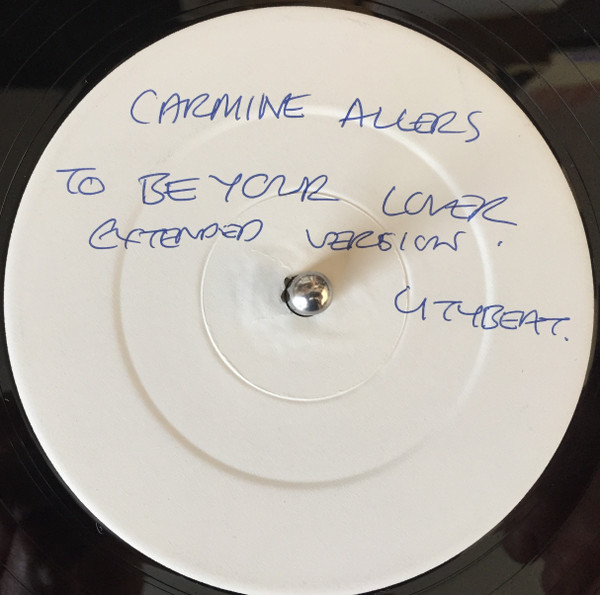 CARMINE ALLERS
TO BE YOUR LOVER
EXTENDED VERSION.
CITYBEAT.